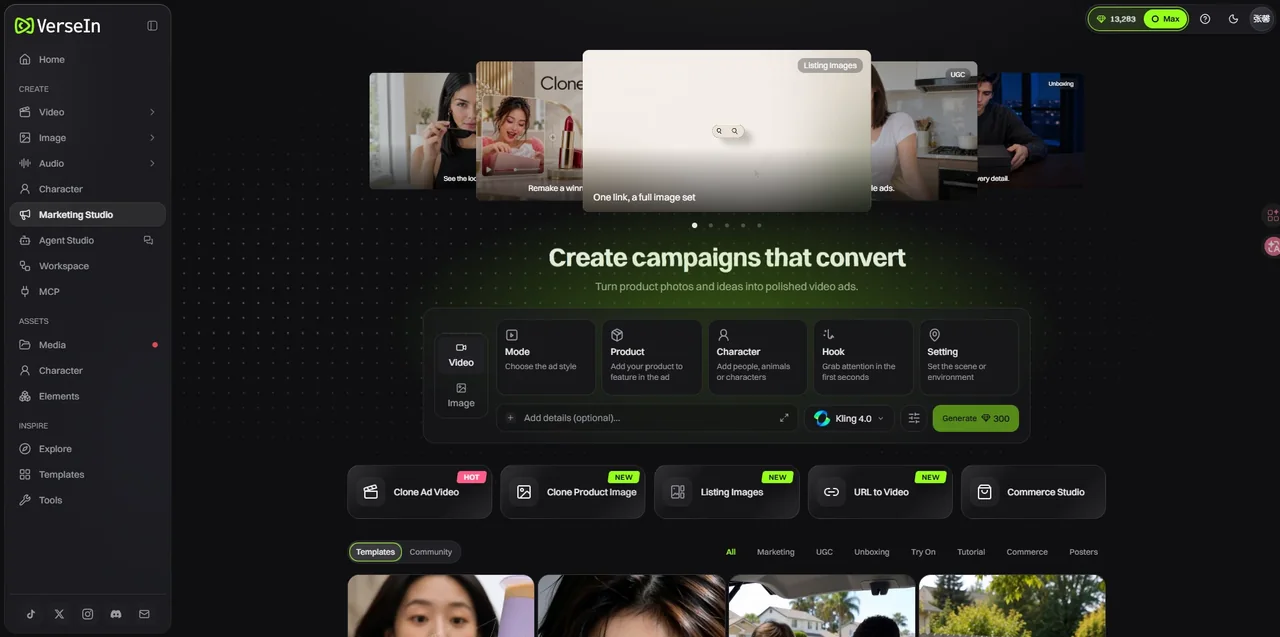 VerseIn
13,283
Max
Home
CREATE
Video
Image
Audio
Character
Marketing Studio
Agent Studio
Workspace
MCP
ASSETS
Media
Character
Elements
INSPIRE
Explore
Templates
Tools
See the loo
Clone
Remake a winn
Listing Images
One link, a full image set
UGC
le ads.
Unboxing
very detail.
Create campaigns that convert
Turn product photos and ideas into polished video ads.
Video
Image
Mode
Choose the ad style
Product
Add your product to
feature in the ad
Character
Add people, animals
or characters
Hook
Grab attention in the
first seconds
Setting
Set the scene or
environment
Add details (optional)...
Kling 4.0
Generate 300
Clone Ad Video
HOT
Clone Product Image
NEW
Listing Images
NEW
URL to Video
NEW
Commerce Studio
Templates
Community
All
Marketing
UGC
Unboxing
Try On
Tutorial
Commerce
Posters